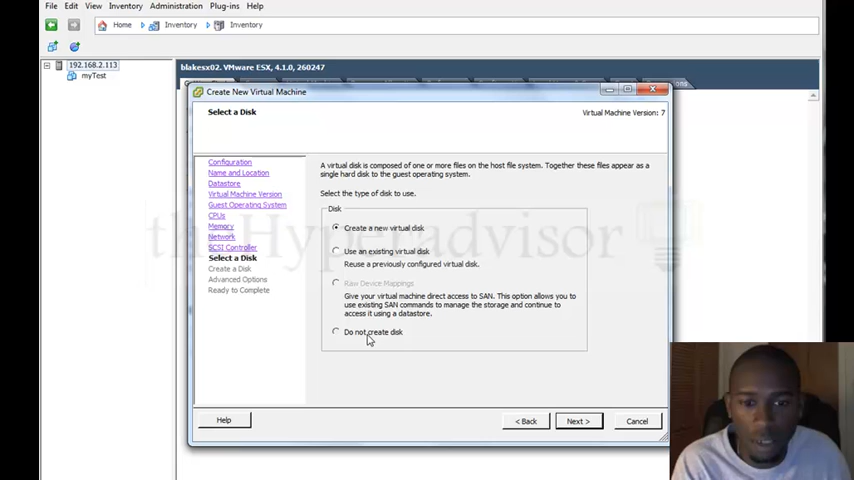 File Edit View Inventory Administration Plug-ins Help
Home Inventory Inventory
192.168.2.113
myTest
blakesx02. VMware ESX, 4.1.0, 260247
Create New Virtual Machine
Select a Disk
Virtual Machine Version: 7
Configuration
Name and Location
Datastore
Virtual Machine Version
Guest Operating System
CPUs
Memory
Network
SCSI Controller
Select a Disk
Create a Disk
Advanced Options
Ready to Complete
A virtual disk is composed of one or more files on the host file system. Together these files appear as a
single hard disk to the guest operating system.
Select the type of disk to use.
Disk
Create a new virtual disk
Use an existing virtual disk
Reuse a previously configured virtual disk.
Raw Device Mappings
Give your virtual machine direct access to SAN. This option allows you to
use existing SAN commands to manage the storage and continue to
access it using a datastore.
Do not create disk
the Hyperadvisor
Help
< Back
Next >
Cancel